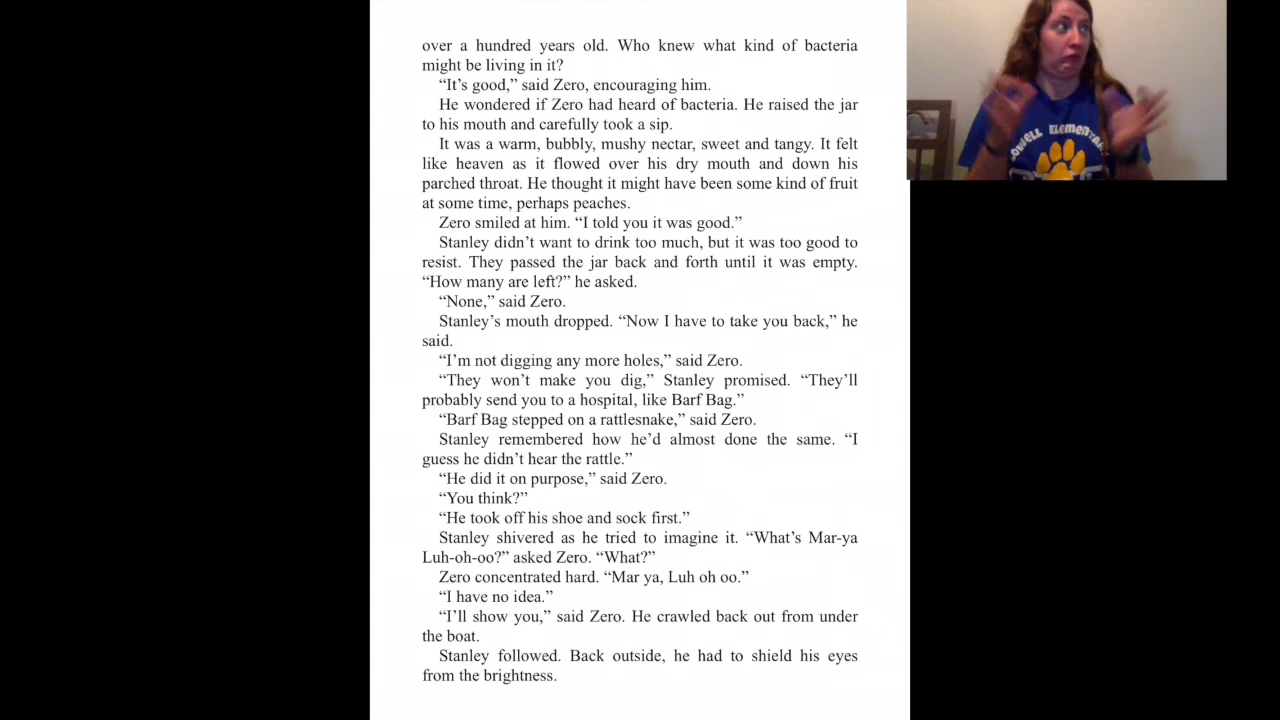 over a hundred years old. Who knew what kind of bacteria
might be living in it?
“It’s good,” said Zero, encouraging him.
He wondered if Zero had heard of bacteria. He raised the jar
to his mouth and carefully took a sip.
It was a warm, bubbly, mushy nectar, sweet and tangy. It felt
like heaven as it flowed over his dry mouth and down his
parched throat. He thought it might have been some kind of fruit
at some time, perhaps peaches.
Zero smiled at him. “I told you it was good.”
Stanley didn’t want to drink too much, but it was too good to
resist. They passed the jar back and forth until it was empty.
“How many are left?” he asked.
“None,” said Zero.
Stanley’s mouth dropped. “Now I have to take you back,” he
said.
“I’m not digging any more holes,” said Zero.
“They won’t make you dig,” Stanley promised. “They’ll
probably send you to a hospital, like Barf Bag.”
“Barf Bag stepped on a rattlesnake,” said Zero.
Stanley remembered how he’d almost done the same. “I
guess he didn’t hear the rattle.”
“He did it on purpose,” said Zero.
“You think?”
“He took off his shoe and sock first.”
Stanley shivered as he tried to imagine it. “What’s Mar-ya
Luh-oh-oo?” asked Zero. “What?”
Zero concentrated hard. “Mar ya, Luh oh oo.”
“I have no idea.”
“I’ll show you,” said Zero. He crawled back out from under
the boat.
Stanley followed. Back outside, he had to shield his eyes
from the brightness.